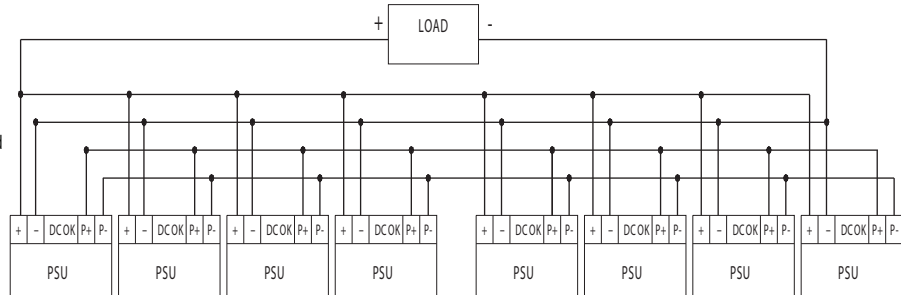 + LOAD -
+ - DCOK P+ P- + - DCOK P+ P- + - DCOK P+ P- + - DCOK P+ P- + - DCOK P+ P- + - DCOK P+ P- + - DCOK P+ P- + - DCOK P+ P-
PSU PSU PSU PSU PSU PSU PSU PSU